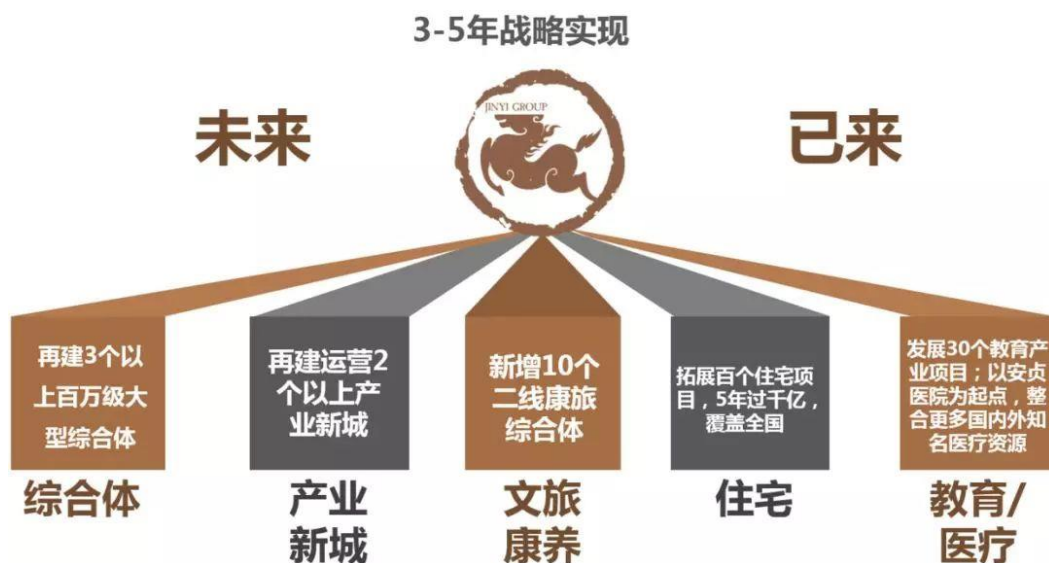 3-5年战略实现
未来
JINYI GROUP
已来
再建3个以
上百万级大
型综合体
综合体
再建运营2
个以上产
业新城
产业
新城
新增10个
二线康旅
综合体
文旅
康养
拓展百个住宅项
目，5年过千亿，
覆盖全国
住宅
发展30个教育产
业项目；以安贞
医院为起点，整
合更多国内外知
名医疗资源
教育/
医疗